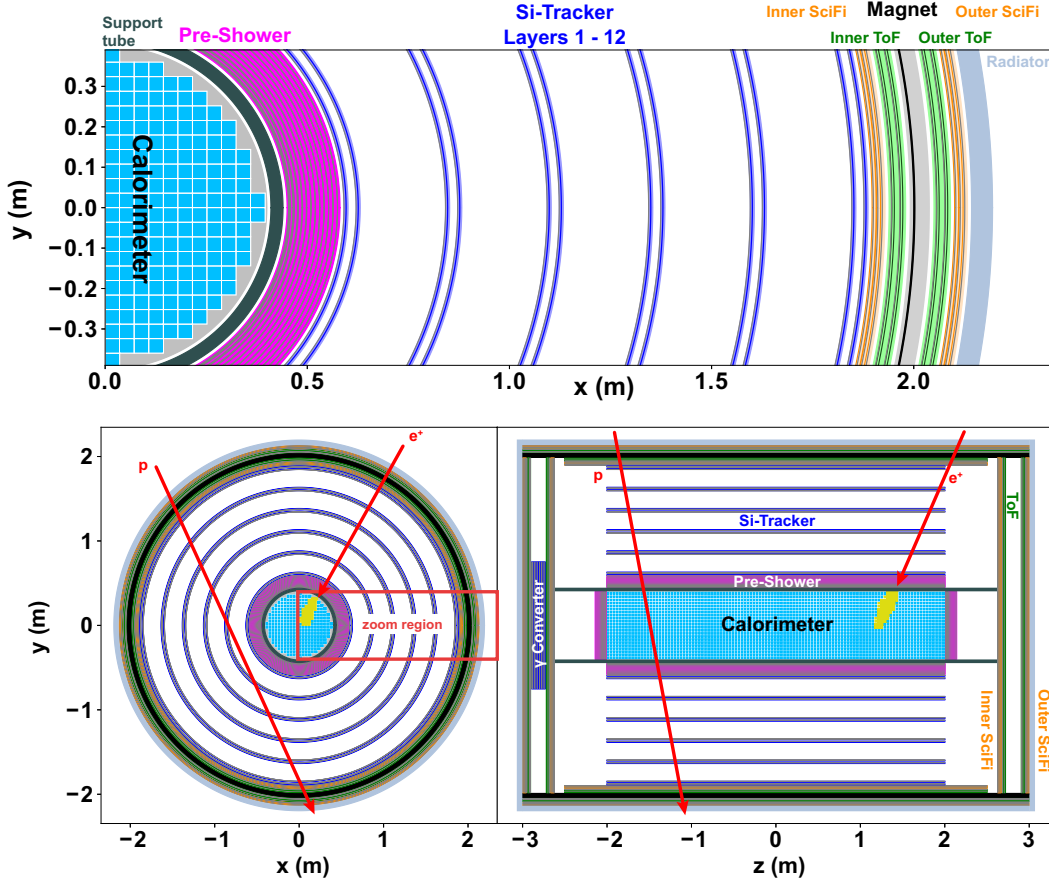 Support
tube
Pre-Shower
Si-Tracker
Layers 1 - 12
Inner SciFi
Magnet
Outer SciFi
Inner ToF
Outer ToF
Radiator
Calorimeter
0.3
0.2
0.1
0.0
−0.1
−0.2
−0.3
y (m)
0.0
0.5
1.0
1.5
2.0
x (m)
p
e⁺
zoom region
2
1
0
−1
−2
y (m)
−2
−1
0
1
2
x (m)
p
e⁺
Si-Tracker
Pre-Shower
Calorimeter
γ Converter
ToF
Inner SciFi
Outer SciFi
−3
−2
−1
0
1
2
3
z (m)